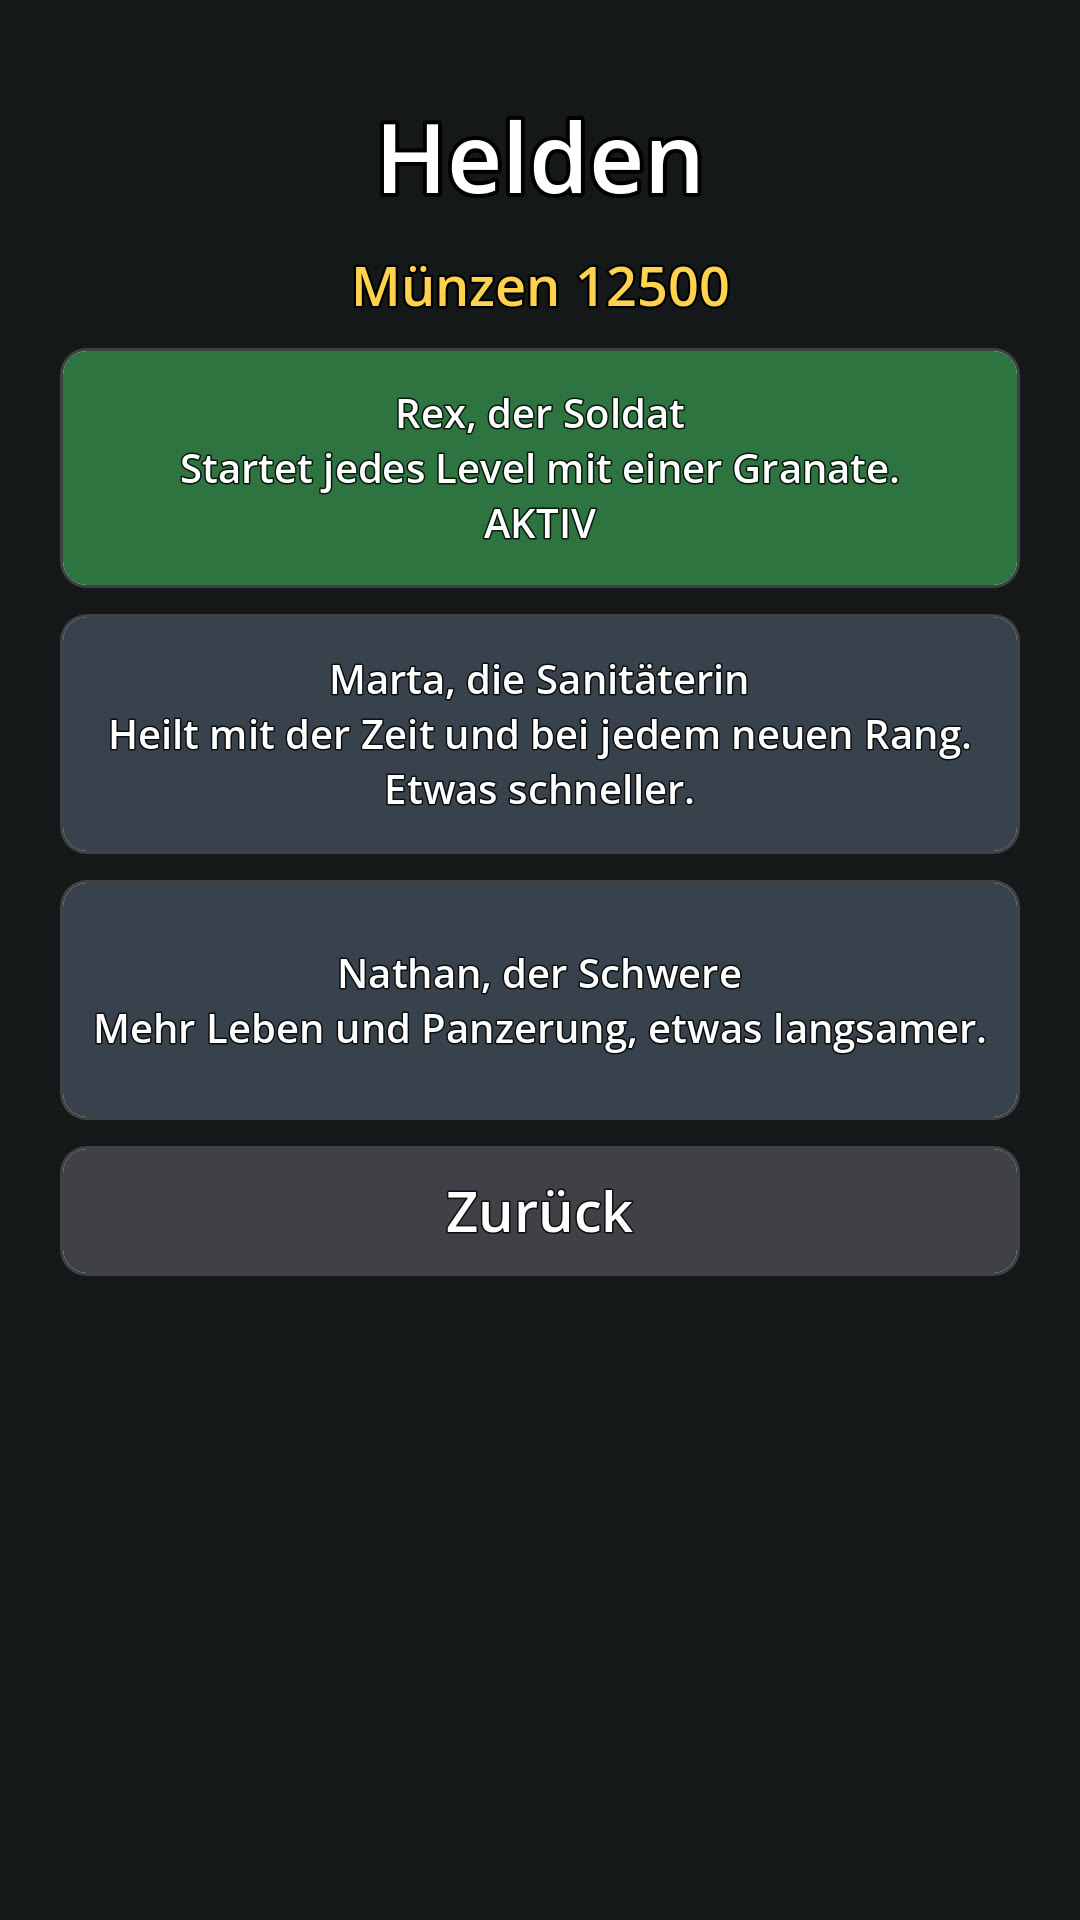 Helden
Münzen 12500
Rex, der Soldat
Startet jedes Level mit einer Granate.
AKTIV
Marta, die Sanitäterin
Heilt mit der Zeit und bei jedem neuen Rang.
Etwas schneller.
Nathan, der Schwere
Mehr Leben und Panzerung, etwas langsamer.
Zurück